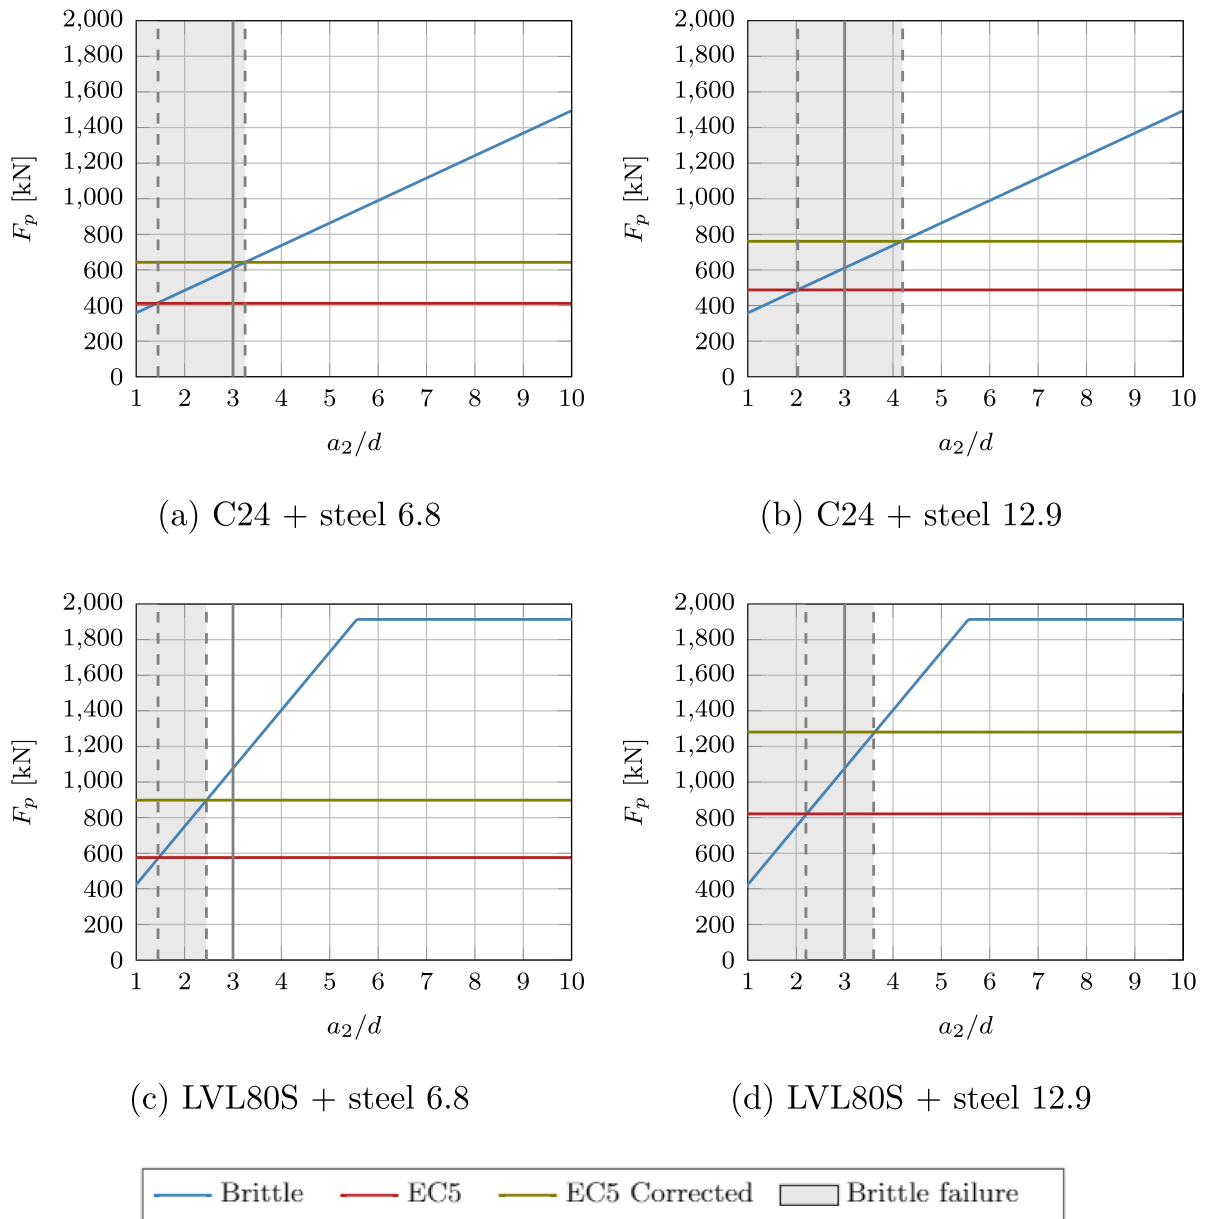 2,000
1,800
1,600
1,400
1,200
1,000
800
600
400
200
0
F_p [kN]
1 2 3 4 5 6 7 8 9 10
a_2/d
(a) C24 + steel 6.8
2,000
1,800
1,600
1,400
1,200
1,000
800
600
400
200
0
F_p [kN]
1 2 3 4 5 6 7 8 9 10
a_2/d
(b) C24 + steel 12.9
2,000
1,800
1,600
1,400
1,200
1,000
800
600
400
200
0
F_p [kN]
1 2 3 4 5 6 7 8 9 10
a_2/d
(c) LVL80S + steel 6.8
2,000
1,800
1,600
1,400
1,200
1,000
800
600
400
200
0
F_p [kN]
1 2 3 4 5 6 7 8 9 10
a_2/d
(d) LVL80S + steel 12.9
Brittle EC5 EC5 Corrected Brittle failure